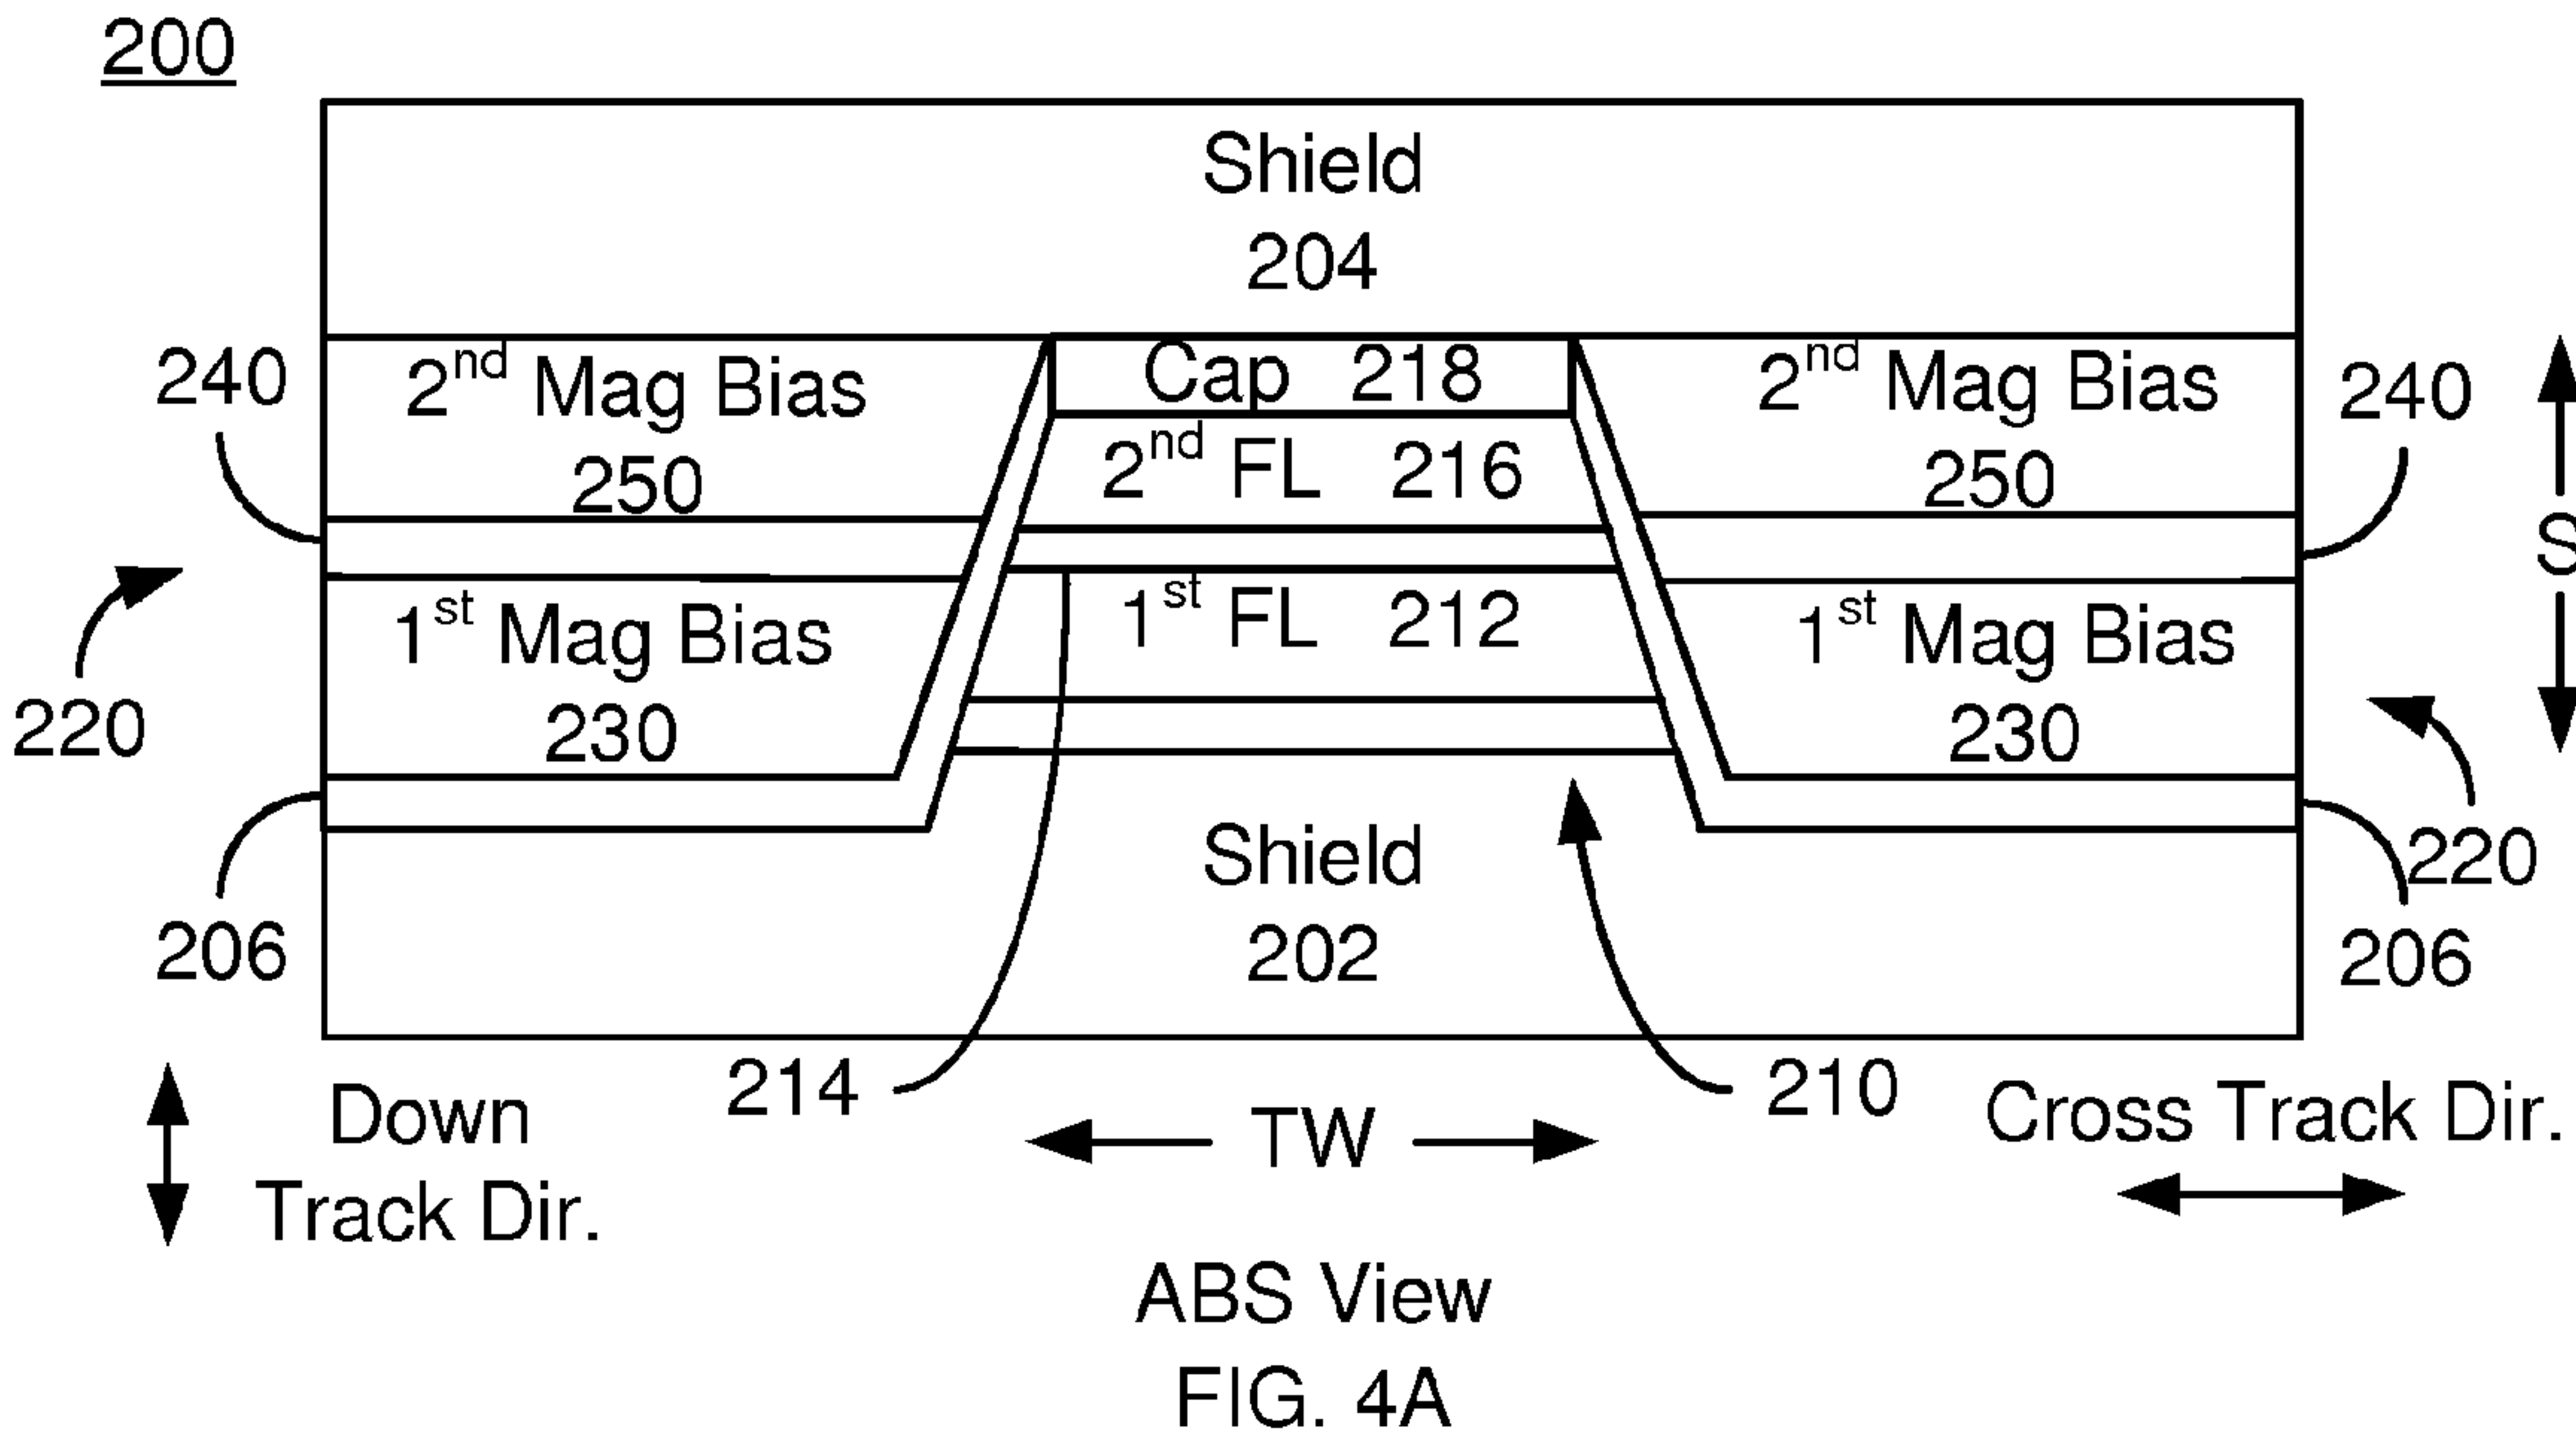 200
Shield
204
240
2nd Mag Bias
250
Cap 218
2nd FL 216
2nd Mag Bias
250
240
S
220
1st Mag Bias
230
1st FL 212
1st Mag Bias
230
220
206
Shield
202
206
214
210
Down
Track Dir.
TW
Cross Track Dir.
ABS View
FIG. 4A